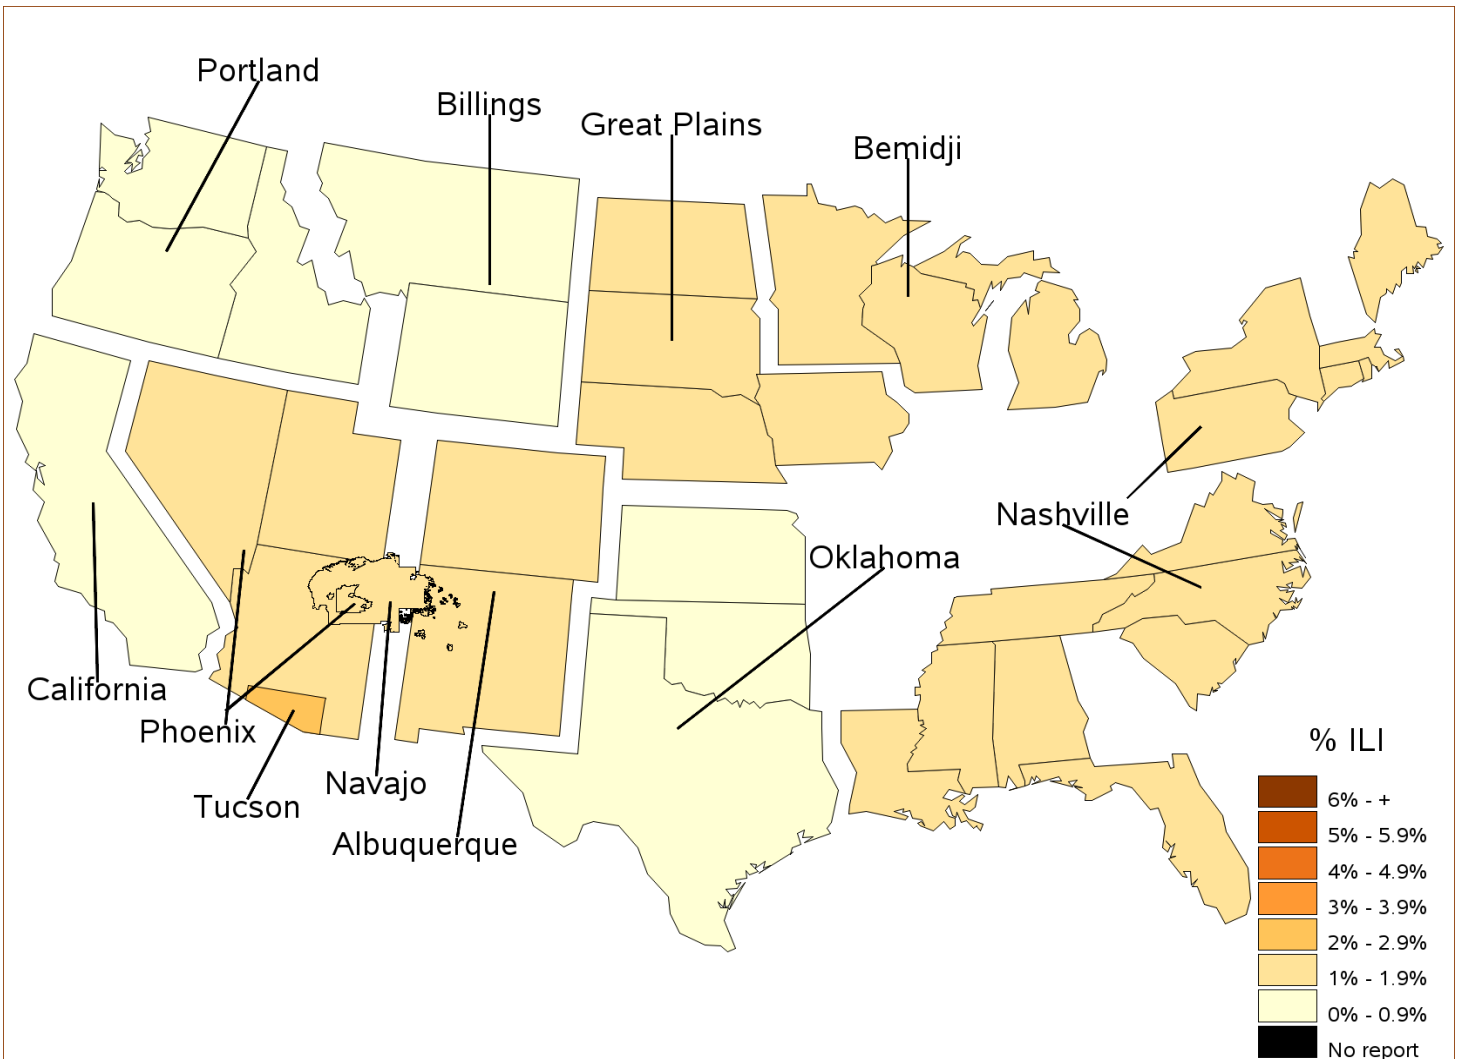 Portland
Billings
Great Plains
Bemidji
Nashville
Oklahoma
California
Phoenix
Navajo
Tucson
Albuquerque
% ILI
6% - +
5% - 5.9%
4% - 4.9%
3% - 3.9%
2% - 2.9%
1% - 1.9%
0% - 0.9%
No report